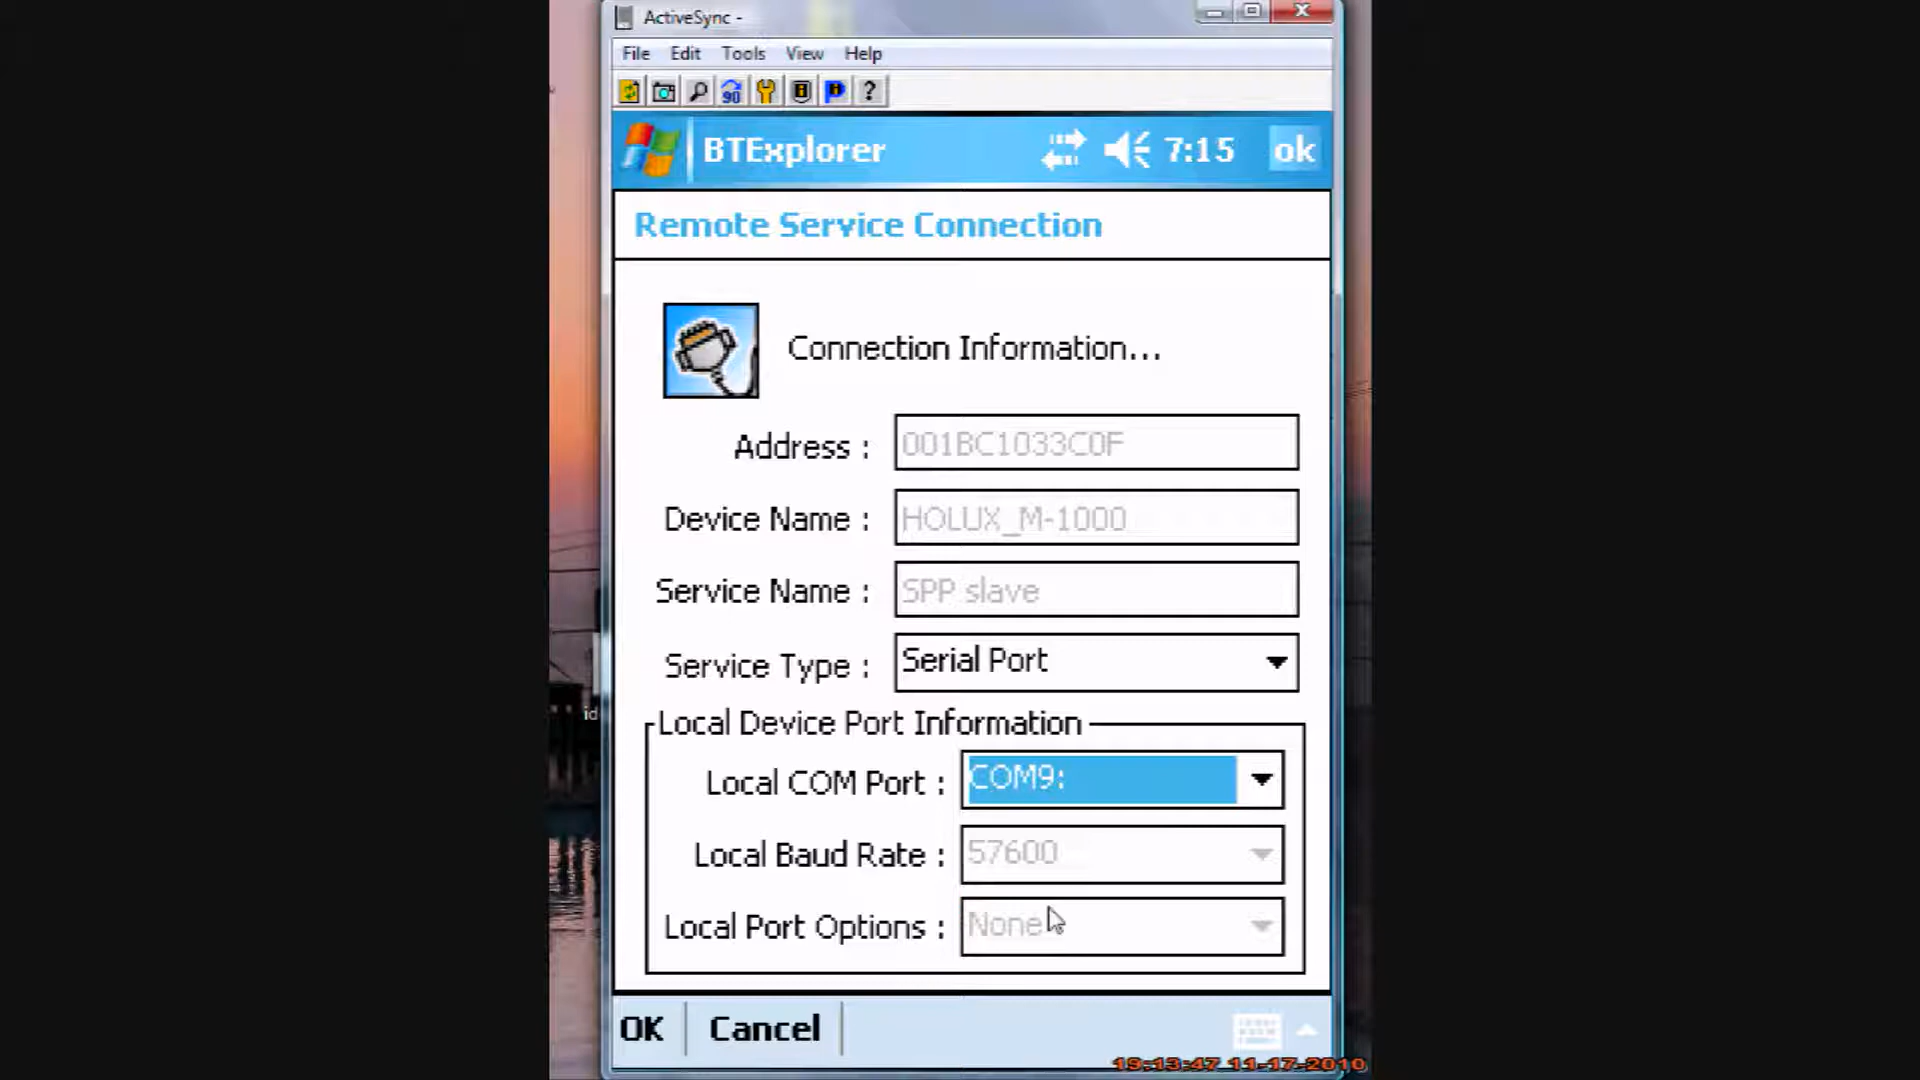 ActiveSync -
File Edit Tools View Help
90 ?
BTExplorer 7:15 ok
Remote Service Connection
Connection Information...
Address : 001BC1033C0F
Device Name : HOLUX_M-1000
Service Name : SPP slave
Service Type : Serial Port
id
Local Device Port Information
Local COM Port : COM9:
Local Baud Rate : 57600
Local Port Options : None
OK Cancel
19:13:47 11-17-2010